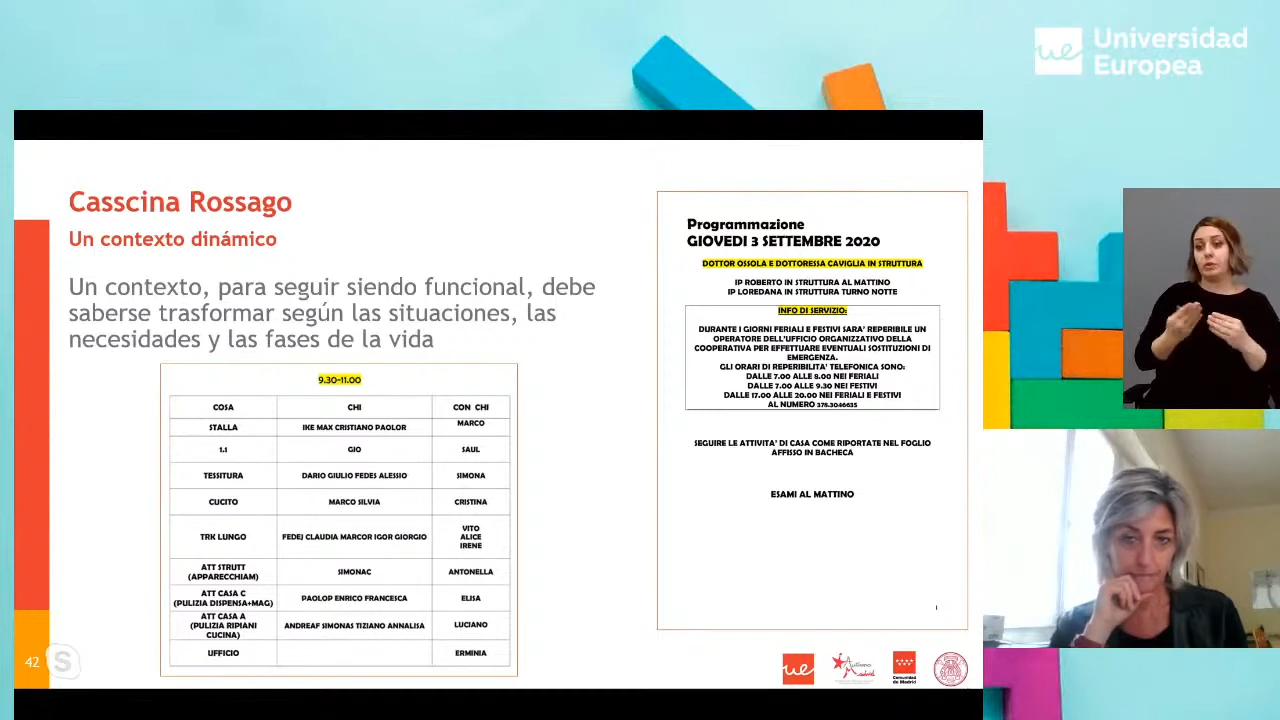 Universidad
Europea
Casscina Rossago
Un contexto dinámico
Un contexto, para seguir siendo funcional, debe
saberse trasformar según las situaciones, las
necesidades y las fases de la vida
9.30-11.00
COSA CHI CON CHI
STALLA IKE MAX CRISTIANO PAOLOR MARCO
1.1 GIO SAUL
TESSITURA DARIO GIULIO FEDES ALESSIO SIMONA
CUCITO MARCO SILVIA CRISTINA
TRK LUNGO FEDEJ CLAUDIA MARCOR IGOR GIORGIO VITO
ALICE
IRENE
ATT STRUTT
(APPARECCHIAM) SIMONAC ANTONELLA
ATT CASA C
(PULIZIA DISPENSA+MAG) PAOLOP ENRICO FRANCESCA ELISA
ATT CASA A
(PULIZIA RIPIANI
CUCINA) ANDREAF SIMONAS TIZIANO ANNALISA LUCIANO
UFFICIO ERMINIA
Programmazione
GIOVEDI 3 SETTEMBRE 2020
DOTTOR OSSOLA E DOTTORESSA CAVIGLIA IN STRUTTURA
IP ROBERTO IN STRUTTURA AL MATTINO
IP LOREDANA IN STRUTTURA TURNO NOTTE
INFO DI SERVIZIO:
DURANTE I GIORNI FERIALI E FESTIVI SARA' REPERIBILE UN
OPERATORE DELL'UFFICIO ORGANIZZATIVO DELLA
COOPERATIVA PER EFFETTUARE EVENTUALI SOSTITUZIONI DI
EMERGENZA.
GLI ORARI DI REPERIBILITA' TELEFONICA SONO:
DALLE 7.00 ALLE 8.00 NEI FERIALI
DALLE 7.00 ALLE 9.30 NEI FESTIVI
DALLE 17.00 ALLE 20.00 NEI FERIALI E FESTIVI
AL NUMERO 378.3046635
SEGUIRE LE ATTIVITA' DI CASA COME RIPORTATE NEL FOGLIO
AFFISSO IN BACHECA
ESAMI AL MATTINO
1
42
S
ue
Autismo
Madrid
Comunidad
de Madrid